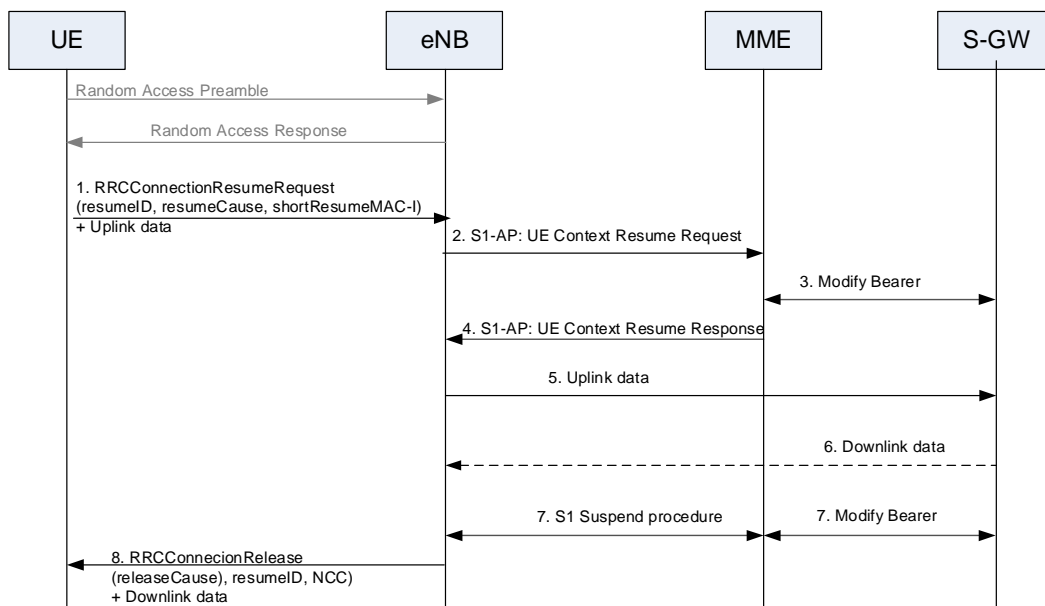 UE
eNB
MME
S-GW
Random Access Preamble
Random Access Response
1. RRCConnectionResumeRequest
(resumeID, resumeCause, shortResumeMAC-I)
+ Uplink data
2. S1-AP: UE Context Resume Request
3. Modify Bearer
4. S1-AP: UE Context Resume Response
5. Uplink data
6. Downlink data
7. S1 Suspend procedure
7. Modify Bearer
8. RRCConnecionRelease
(releaseCause), resumeID, NCC)
+ Downlink data